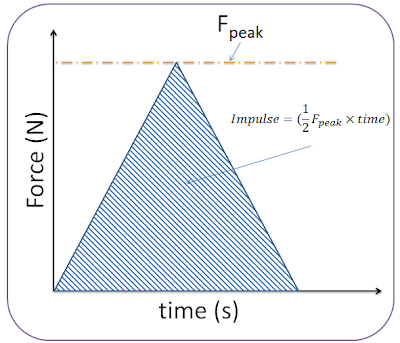 F_peak
Impulse = (1/2 F_peak × time)
Force (N)
time (s)